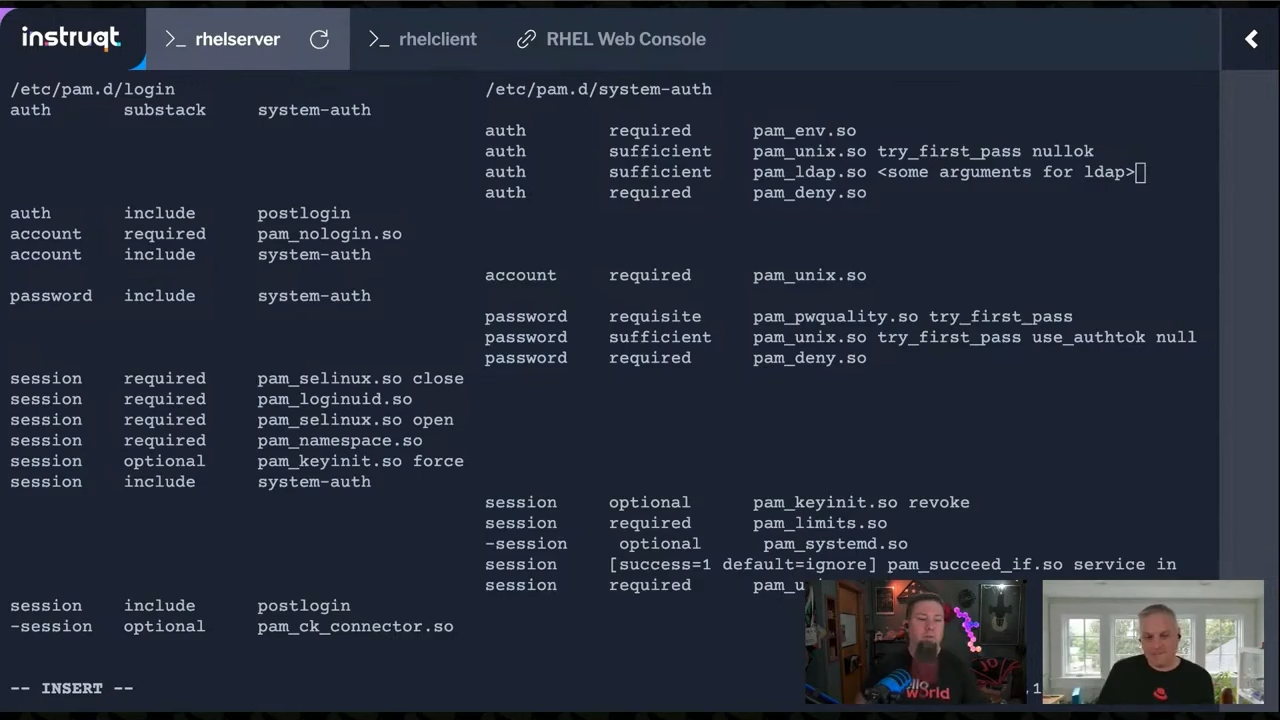 instruqt >_ rhelserver >_ rhelclient RHEL Web Console
/etc/pam.d/login /etc/pam.d/system-auth
auth substack system-auth
auth required pam_env.so
auth sufficient pam_unix.so try_first_pass nullok
auth sufficient pam_ldap.so <some arguments for ldap>
auth required pam_deny.so
auth include postlogin
account required pam_nologin.so
account include system-auth
account required pam_unix.so
password include system-auth
password requisite pam_pwquality.so try_first_pass
password sufficient pam_unix.so try_first_pass use_authtok null
password required pam_deny.so
session required pam_selinux.so close
session required pam_loginuid.so
session required pam_selinux.so open
session required pam_namespace.so
session optional pam_keyinit.so force
session include system-auth
session optional pam_keyinit.so revoke
session required pam_limits.so
-session optional pam_systemd.so
session [success=1 default=ignore] pam_succeed_if.so service in
session required
session include postlogin
-session optional pam_ck_connector.so
-- INSERT --
world